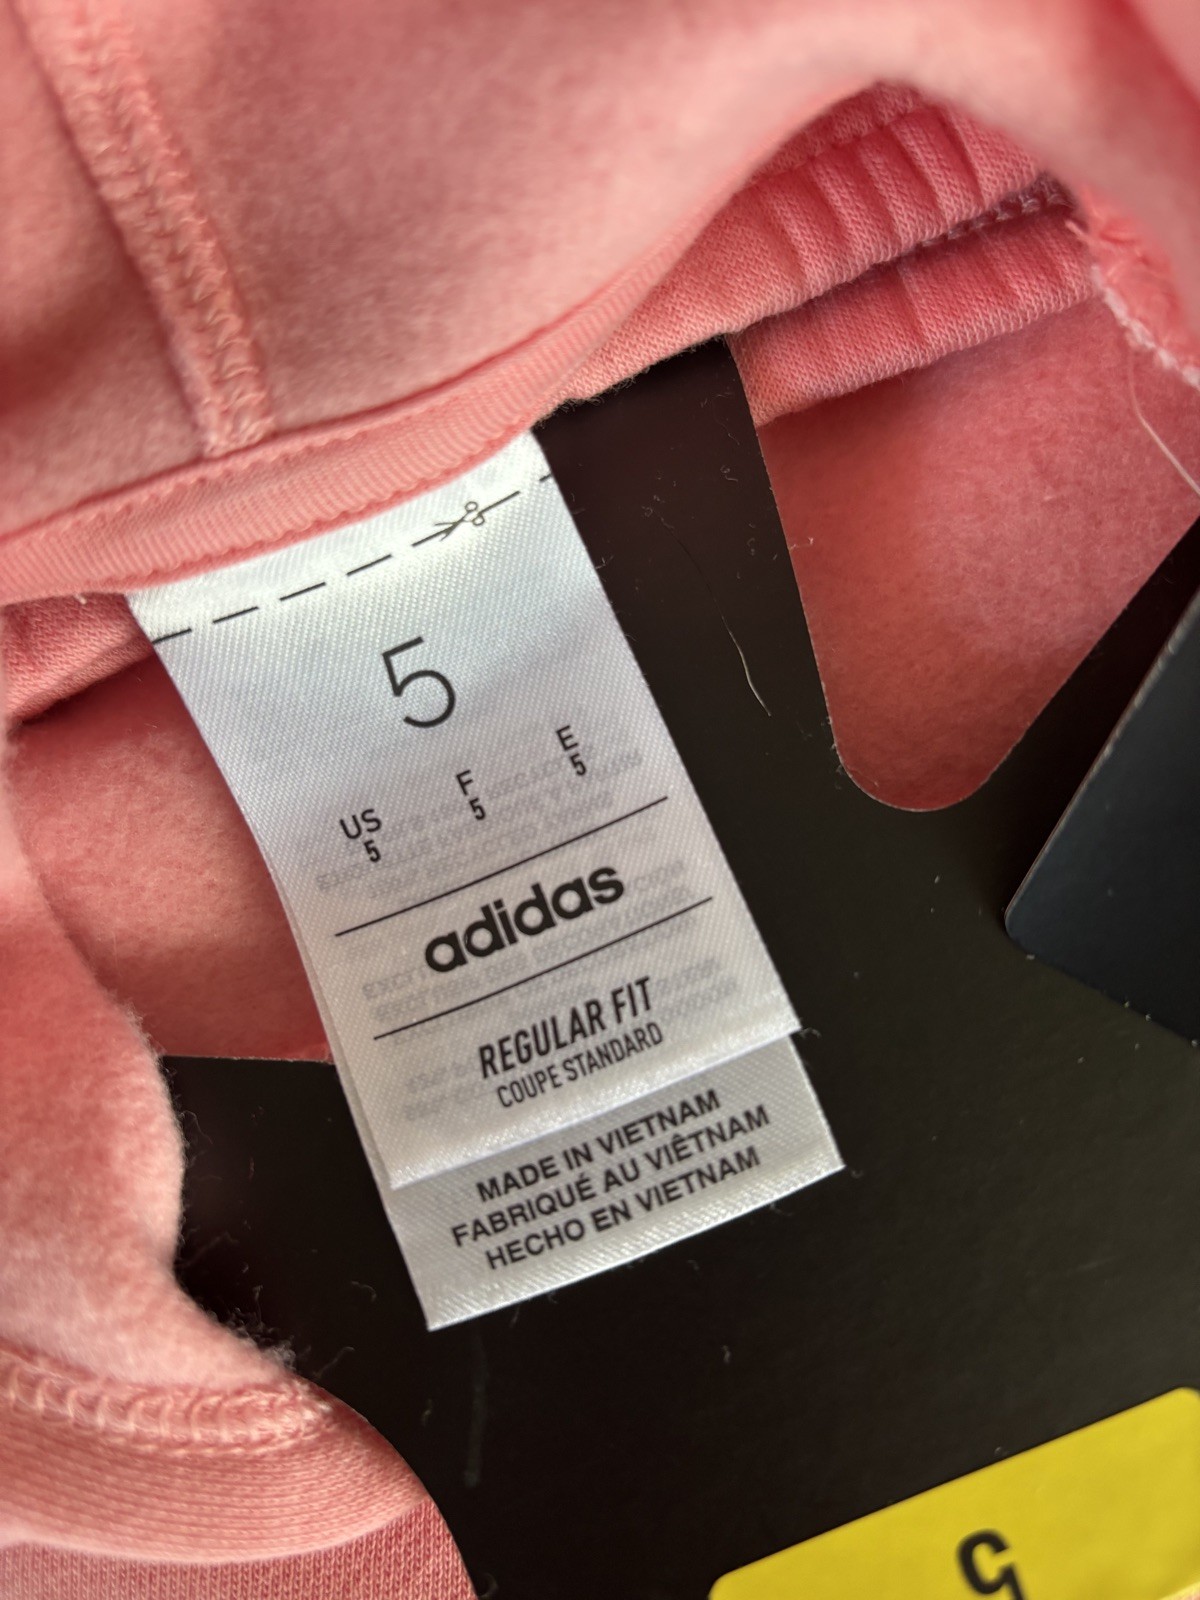 5
US F E
5 5 5
adidas
REGULAR FIT
COUPE STANDARD
MADE IN VIETNAM
FABRIQUÉ AU VIÊTNAM
HECHO EN VIETNAM
5